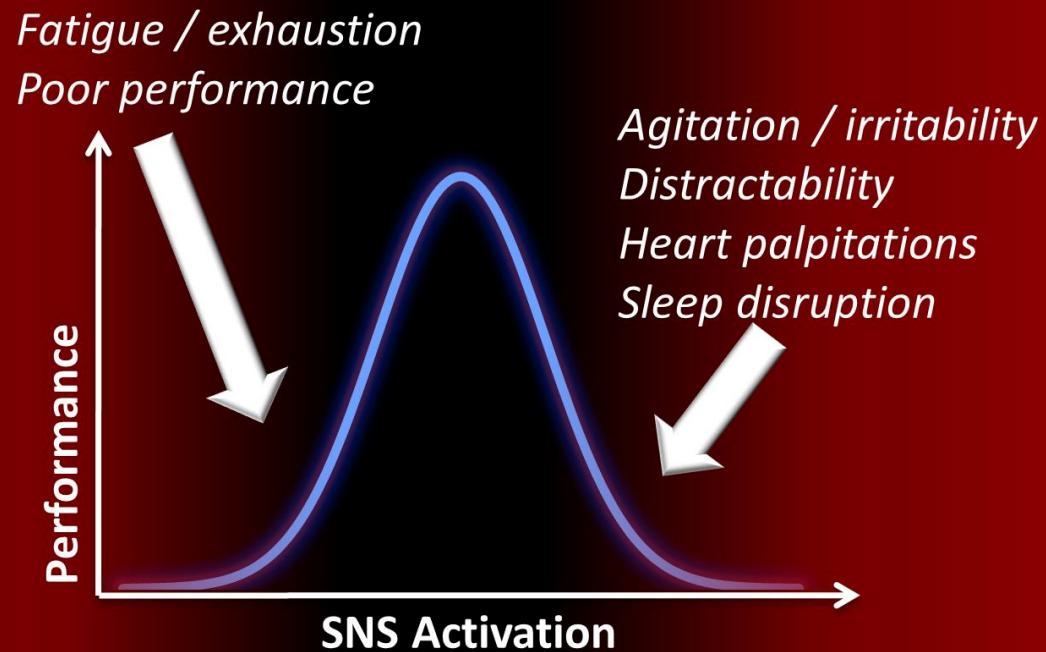 Fatigue / exhaustion
Poor performance
Agitation / irritability
Distractability
Heart palpitations
Sleep disruption
Performance
SNS Activation